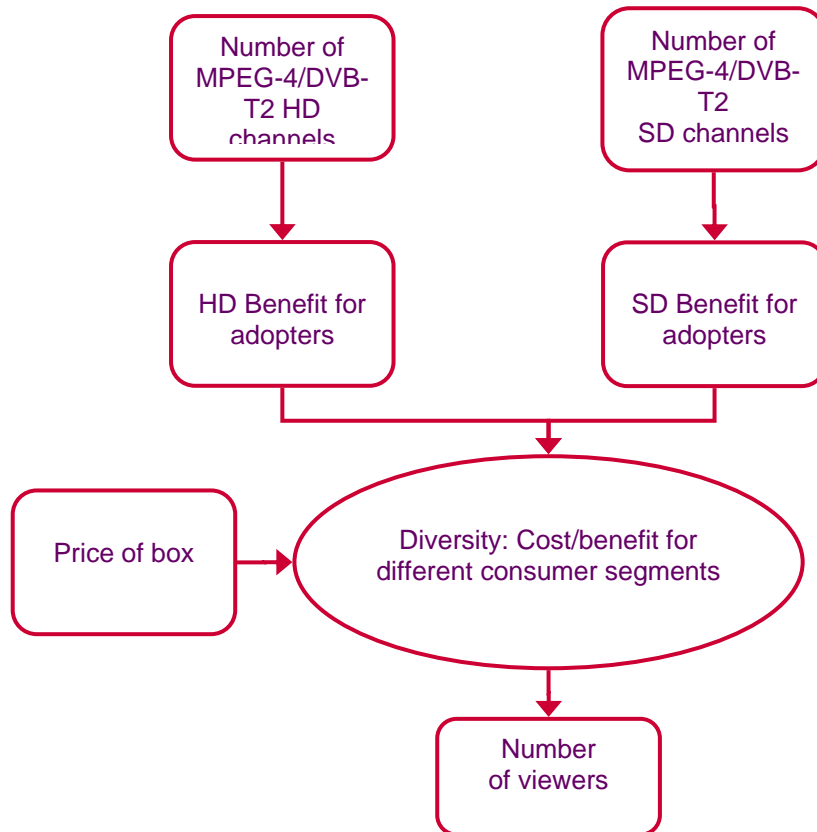 Number of
MPEG-4/DVB-
T2 HD
channels
Number of
MPEG-4/DVB-
T2
SD channels
HD Benefit for
adopters
SD Benefit for
adopters
Price of box
Diversity: Cost/benefit for
different consumer segments
Number
of viewers